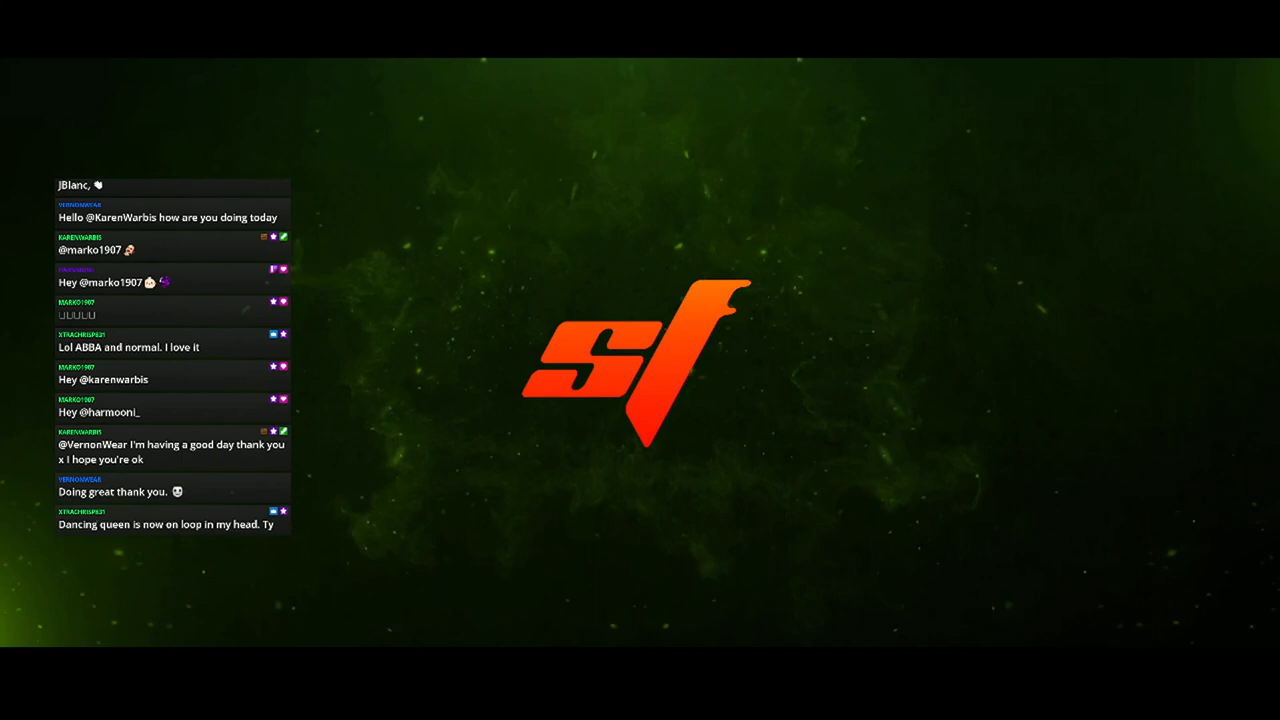 JBlanc,
VERNONWEAR
Hello @KarenWarbis how are you doing today
KARENWARBIS
@marko1907
Hey @marko1907
MARKO1907
XTRACHRISP831
Lol ABBA and normal. I love it
MARKO1907
Hey @karenwarbis
MARKO1907
Hey @harmooni_
KARENWARBIS
@VernonWear I'm having a good day thank you
x I hope you're ok
VERNONWEAR
Doing great thank you.
XTRACHRISP831
Dancing queen is now on loop in my head. Ty
sf